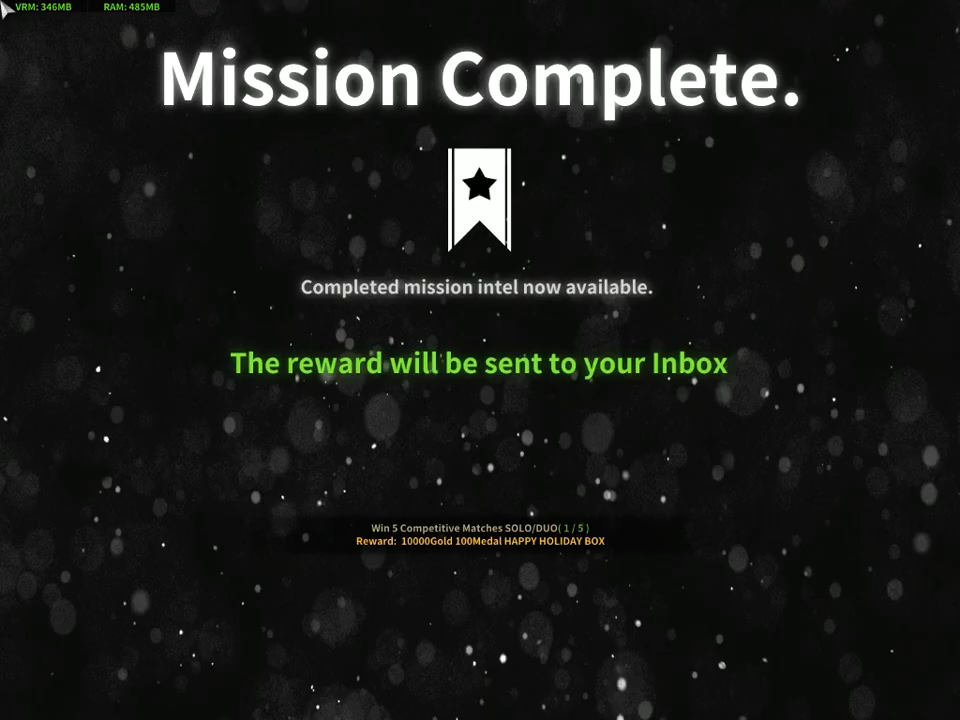 VRM: 346MB RAM: 485MB
Mission Complete.
Completed mission intel now available.
The reward will be sent to your Inbox
Win 5 Competitive Matches SOLO/DUO( 1 / 5 )
Reward: 10000Gold 100Medal HAPPY HOLIDAY BOX